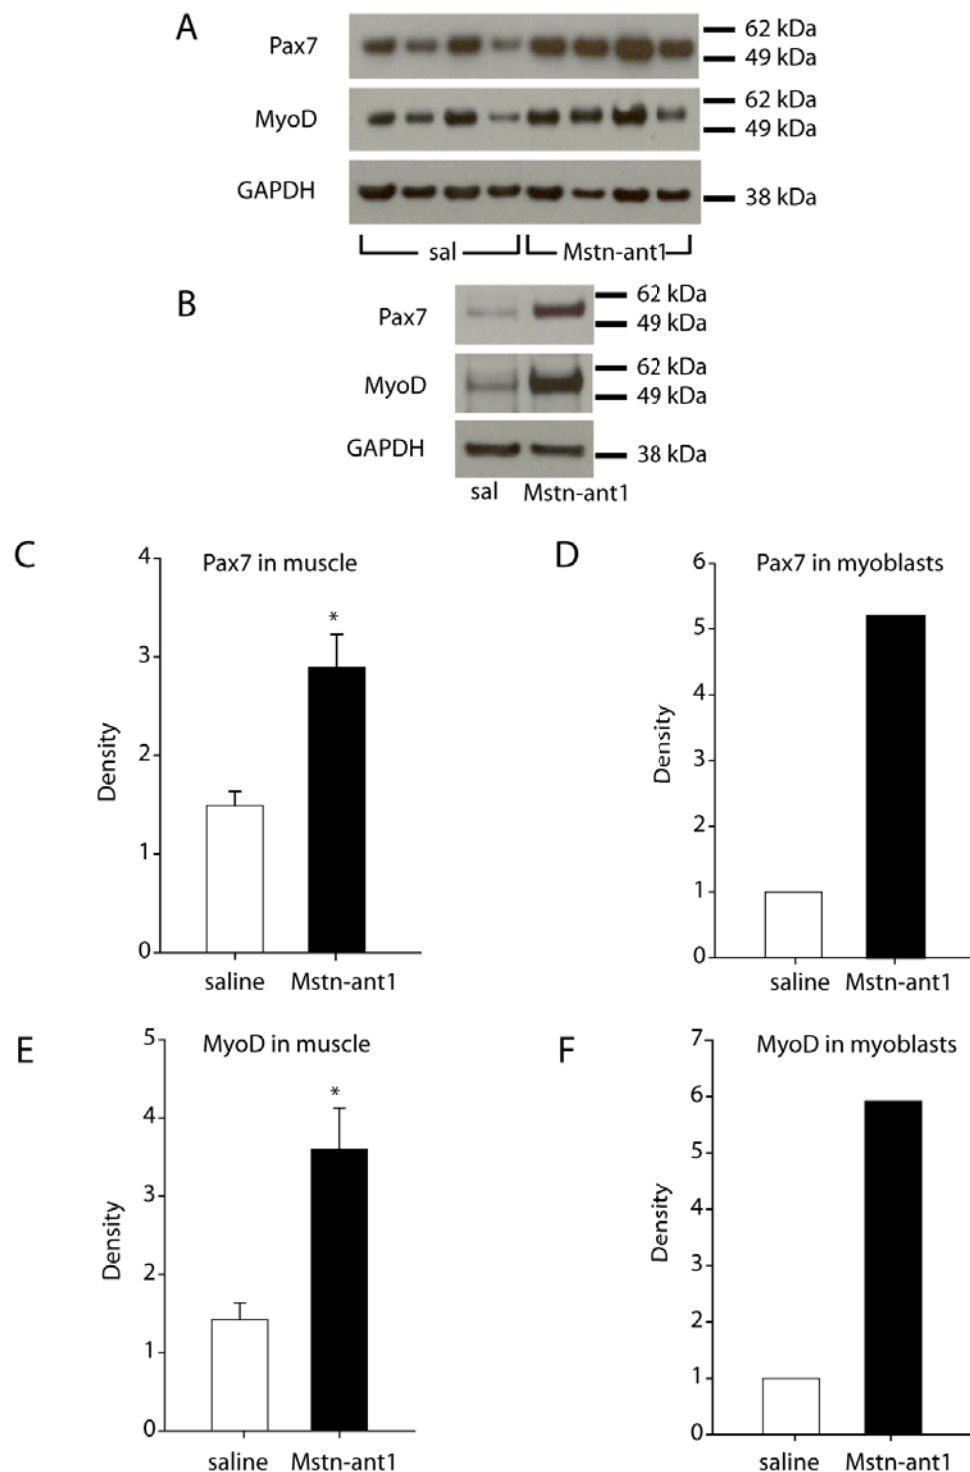 A
Pax7
62 kDa
49 kDa
MyoD
62 kDa
49 kDa
GAPDH
38 kDa
sal
Mstn-ant1
B
Pax7
62 kDa
49 kDa
MyoD
62 kDa
49 kDa
GAPDH
38 kDa
sal
Mstn-ant1
C
Pax7 in muscle
4
3
2
1
0
Density
*
saline
Mstn-ant1
D
Pax7 in myoblasts
6
5
4
3
2
1
0
Density
saline
Mstn-ant1
E
MyoD in muscle
5
4
3
2
1
0
Density
*
saline
Mstn-ant1
F
MyoD in myoblasts
7
6
5
4
3
2
1
0
Density
saline
Mstn-ant1